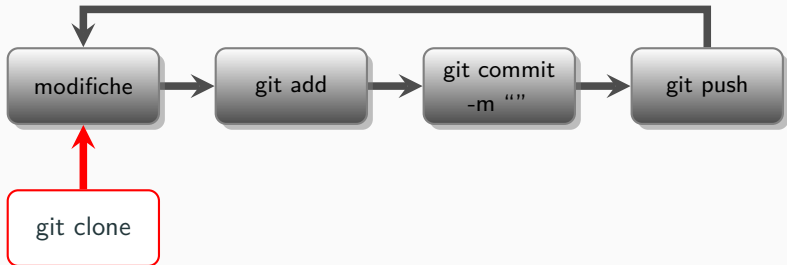 modifiche
git add
git commit
-m “”
git push
git clone